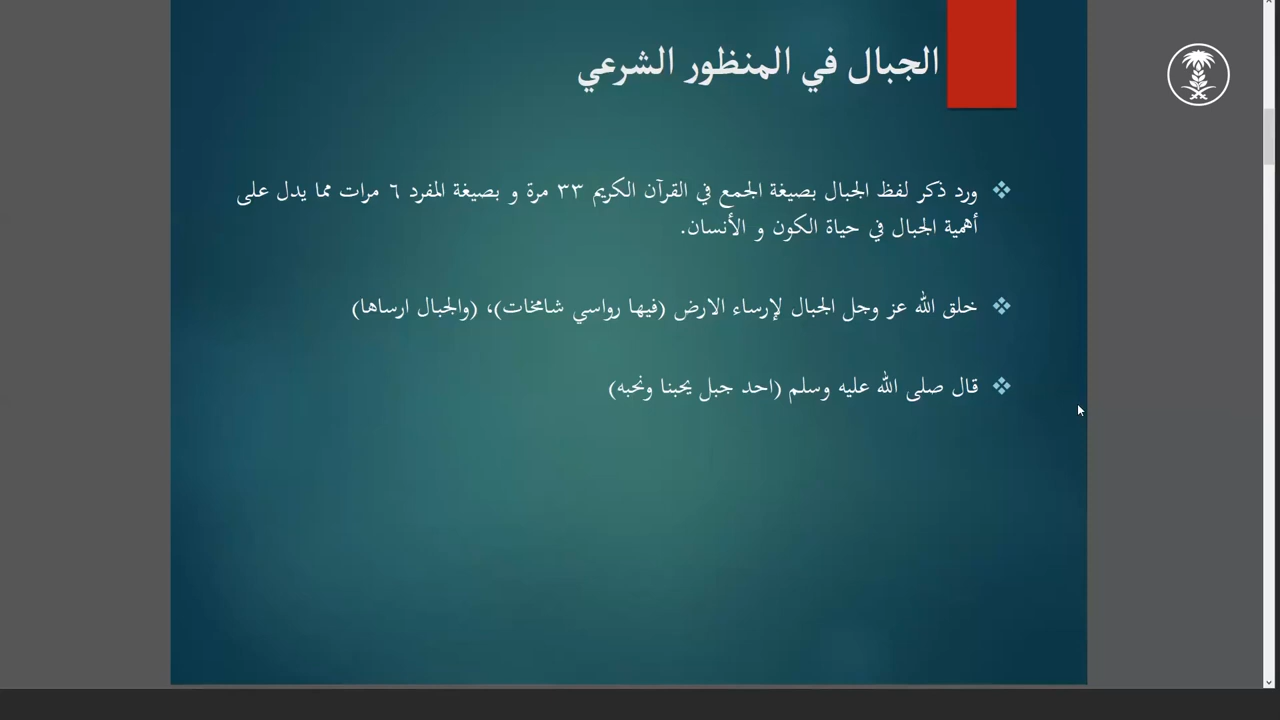 الجبال في المنظور الشرعي
ورد ذكر لفظ الجبال بصيغة الجمع في القرآن الكريم ٣٣ مرة و بصيغة المفرد ٦ مرات مما يدل على
أهمية الجبال في حياة الكون و الأنسان.
خلق الله عز وجل الجبال لإرساء الارض (فيها رواسي شامخات)، (والجبال ارساها)
قال صلى الله عليه وسلم (احد جبل يحبنا ونحبه)